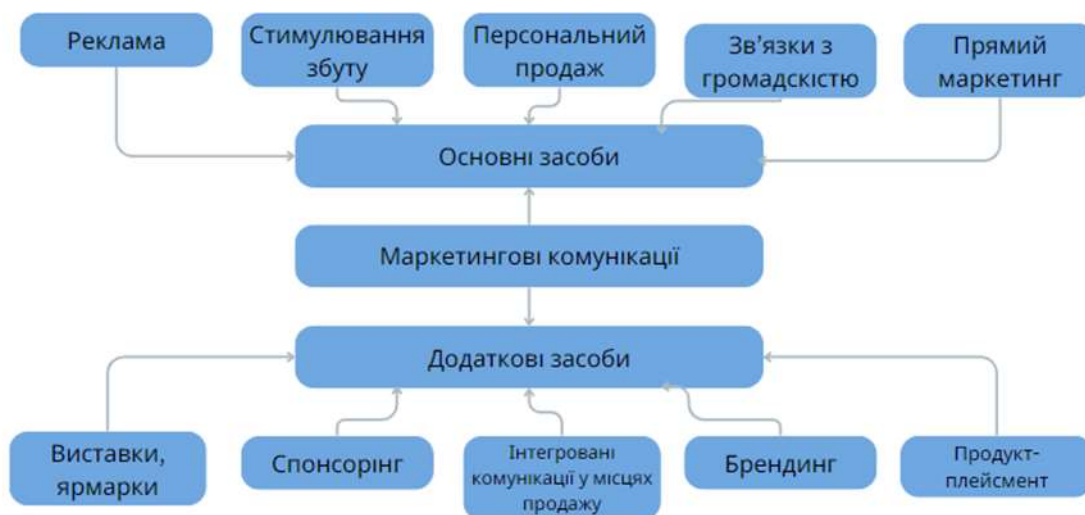 Реклама
Стимулювання
збуту
Персональний
продаж
Зв’язки з
громадскістю
Прямий
маркетинг
Основні засоби
Маркетингові комунікації
Додаткові засоби
Виставки,
ярмарки
Спонсорінг
Інтегровані
комунікації у місцях
продажу
Брендинг
Продукт-
плейсмент